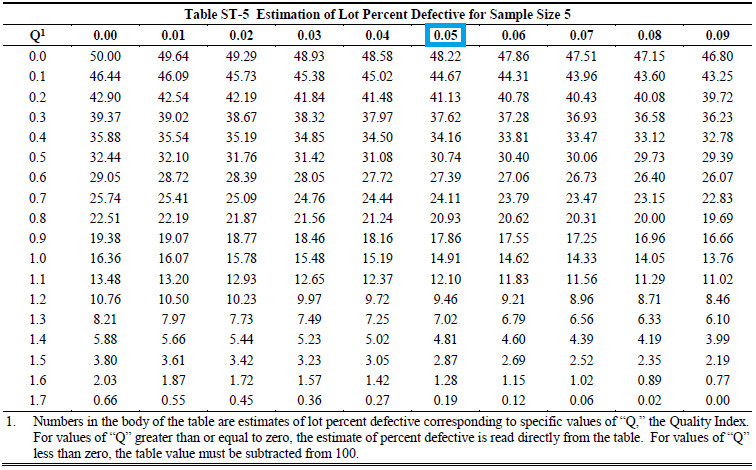 Table ST-5 Estimation of Lot Percent Defective for Sample Size 5
Q1 0.00 0.01 0.02 0.03 0.04 0.05 0.06 0.07 0.08 0.09
0.0 50.00 49.64 49.29 48.93 48.58 48.22 47.86 47.51 47.15 46.80
0.1 46.44 46.09 45.73 45.38 45.02 44.67 44.31 43.96 43.60 43.25
0.2 42.90 42.54 42.19 41.84 41.48 41.13 40.78 40.43 40.08 39.72
0.3 39.37 39.02 38.67 38.32 37.97 37.62 37.28 36.93 36.58 36.23
0.4 35.88 35.54 35.19 34.85 34.50 34.16 33.81 33.47 33.12 32.78
0.5 32.44 32.10 31.76 31.42 31.08 30.74 30.40 30.06 29.73 29.39
0.6 29.05 28.72 28.39 28.05 27.72 27.39 27.06 26.73 26.40 26.07
0.7 25.74 25.41 25.09 24.76 24.44 24.11 23.79 23.47 23.15 22.83
0.8 22.51 22.19 21.87 21.56 21.24 20.93 20.62 20.31 20.00 19.69
0.9 19.38 19.07 18.77 18.46 18.16 17.86 17.55 17.25 16.96 16.66
1.0 16.36 16.07 15.78 15.48 15.19 14.91 14.62 14.33 14.05 13.76
1.1 13.48 13.20 12.93 12.65 12.37 12.10 11.83 11.56 11.29 11.02
1.2 10.76 10.50 10.23 9.97 9.72 9.46 9.21 8.96 8.71 8.46
1.3 8.21 7.97 7.73 7.49 7.25 7.02 6.79 6.56 6.33 6.10
1.4 5.88 5.66 5.44 5.23 5.02 4.81 4.60 4.39 4.19 3.99
1.5 3.80 3.61 3.42 3.23 3.05 2.87 2.69 2.52 2.35 2.19
1.6 2.03 1.87 1.72 1.57 1.42 1.28 1.15 1.02 0.89 0.77
1.7 0.66 0.55 0.45 0.36 0.27 0.19 0.12 0.06 0.02 0.00
1. Numbers in the body of the table are estimates of lot percent defective corresponding to specific values of “Q,” the Quality Index.
For values of “Q” greater than or equal to zero, the estimate of percent defective is read directly from the table. For values of “Q”
less than zero, the table value must be subtracted from 100.